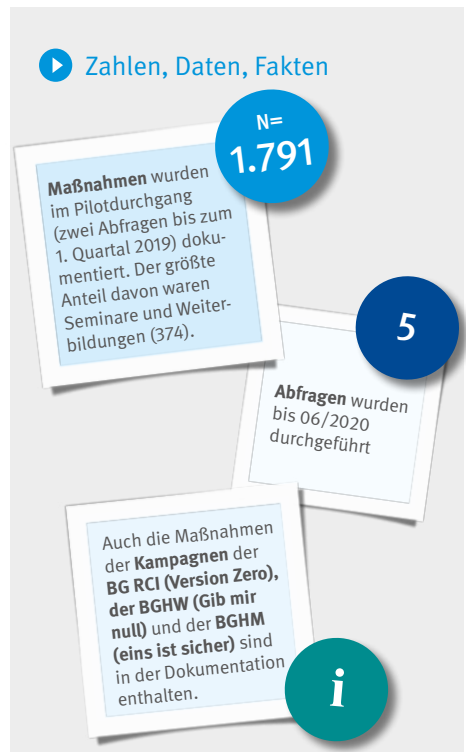 Zahlen, Daten, Fakten
N=
1.791
Maßnahmen wurden
im Pilotdurchgang
(zwei Abfragen bis zum
1. Quartal 2019) doku-
mentiert. Der größte
Anteil davon waren
Seminare und Weiter-
bildungen (374).
5
Abfragen wurden
bis 06/2020
durchgeführt
Auch die Maßnahmen
der Kampagnen der
BG RCI (Version Zero),
der BGHW (Gib mir
null) und der BGHM
(eins ist sicher) sind
in der Dokumentation
enthalten.
i